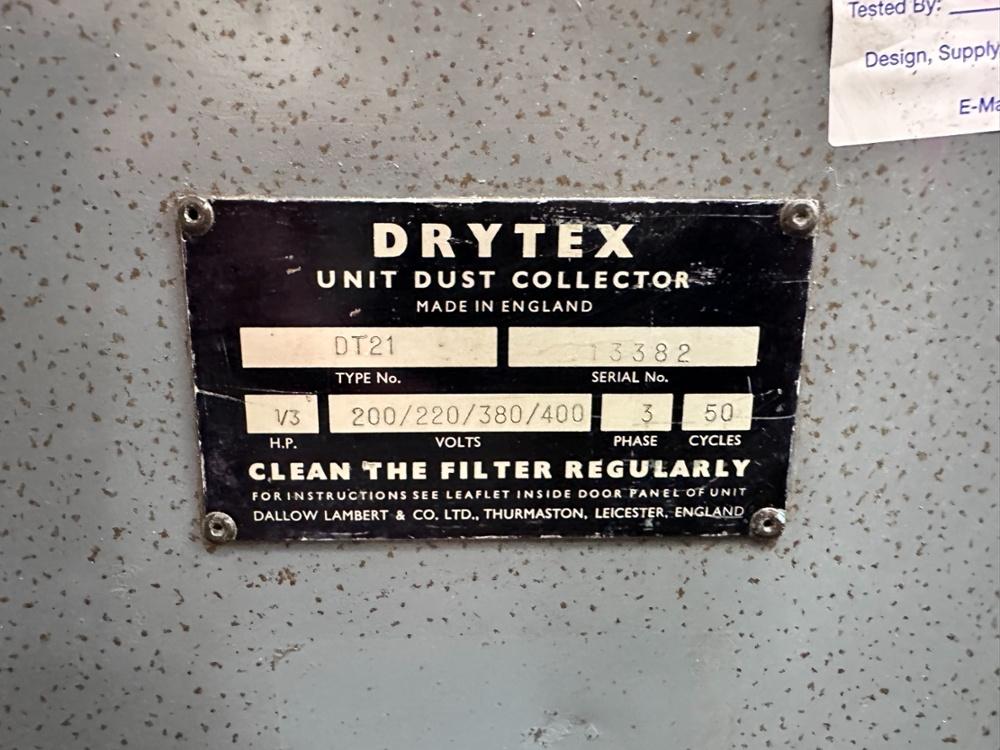 Tested By:
Design, Supply
DRYTEX
UNIT DUST COLLECTOR
MADE IN ENGLAND
DT21 13382
TYPE No. SERIAL No.
1/3 200/220/380/400 3 50
H.P. VOLTS PHASE CYCLES
CLEAN THE FILTER REGULARLY
FOR INSTRUCTIONS SEE LEAFLET INSIDE DOOR PANEL OF UNIT
DALLOW LAMBERT & CO. LTD., THURMASTON, LEICESTER, ENGLAND